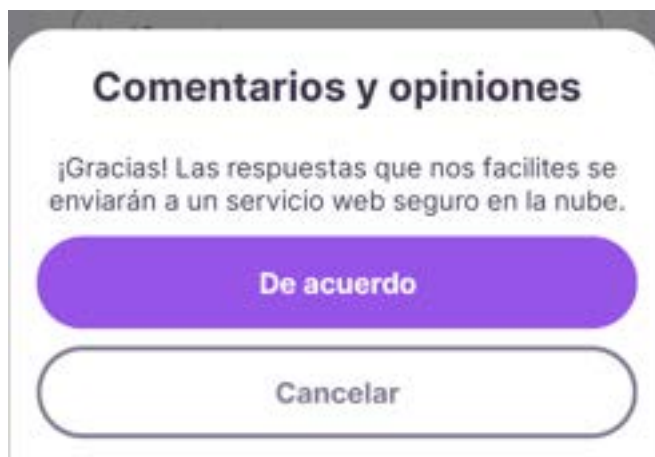 Comentarios y opiniones
¡Gracias! Las respuestas que nos facilites se
enviarán a un servicio web seguro en la nube.
De acuerdo
Cancelar